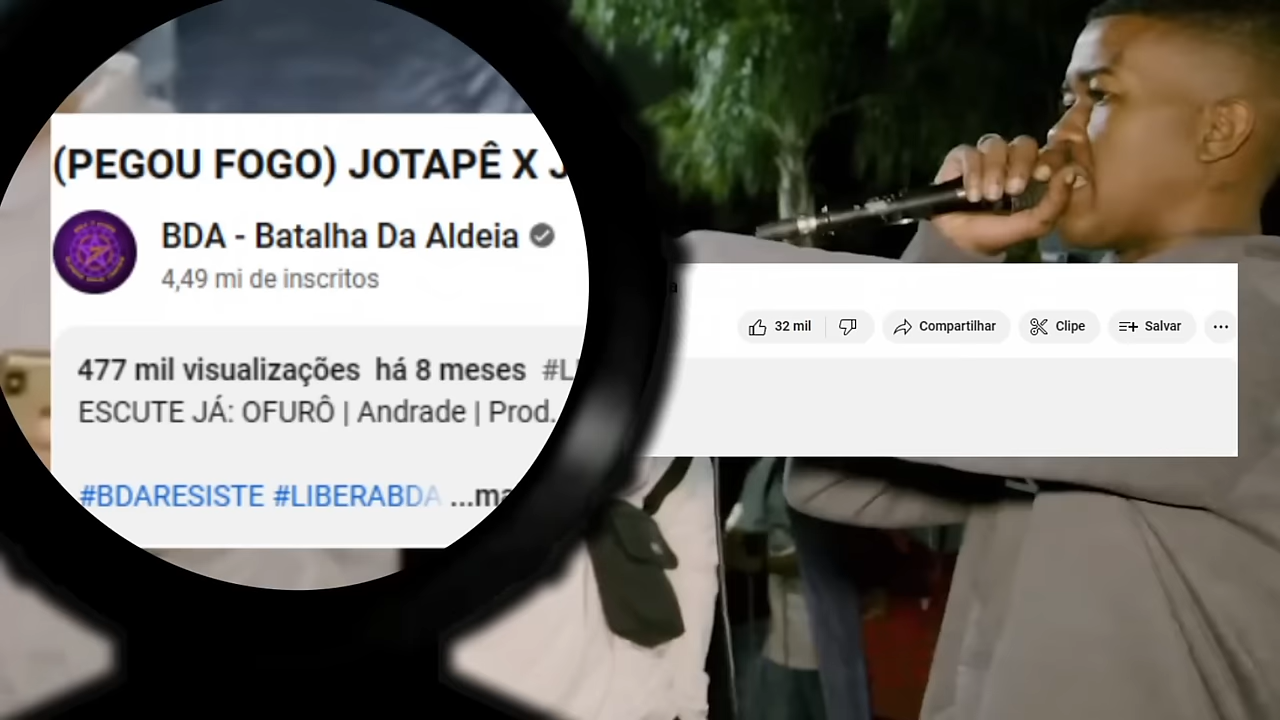 (PEGOU FOGO) JOTAPÊ X J
BDA - Batalha Da Aldeia
4,49 mi de inscritos
32 mil
Compartilhar
Clipe
Salvar
477 mil visualizações há 8 meses #L
ESCUTE JÁ: OFURÔ | Andrade | Prod.
#BDARESISTE #LIBERABDA ...ma